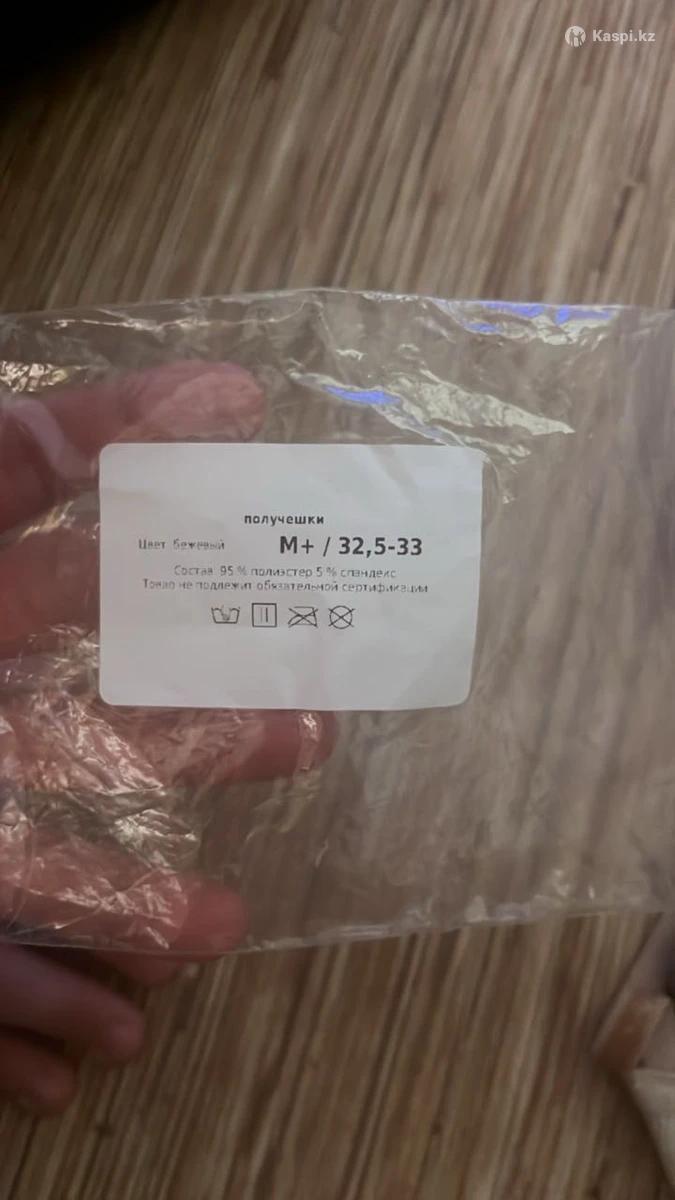 Kaspi.kz
получешки
Цвет бежевый M+ / 32,5-33
Состав 95 % полиэстер 5 % спандекс
Товар не подлежит обязательной сертификации